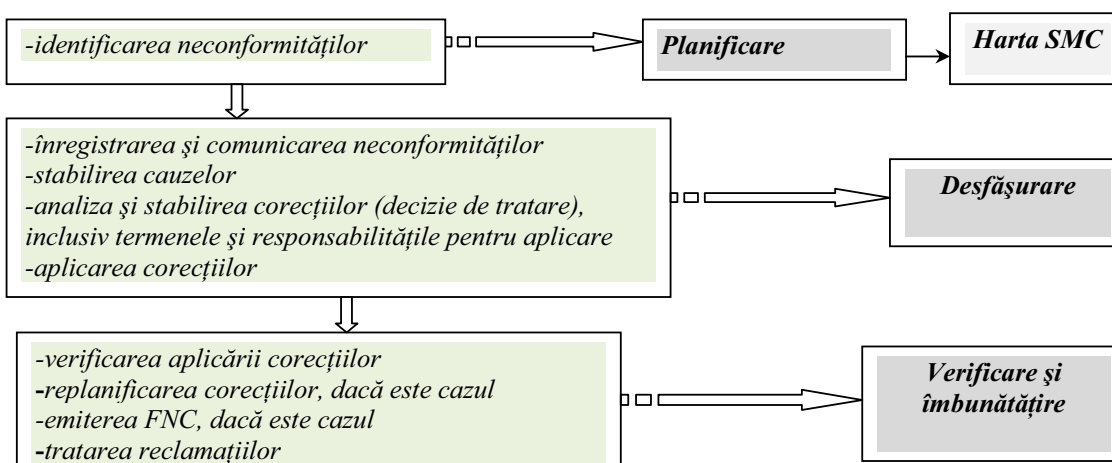 -identificarea neconformităților
Planificare
Harta SMC
-înregistrarea şi comunicarea neconformităților
-stabilirea cauzelor
-analiza şi stabilirea corecțiilor (decizie de tratare),
inclusiv termenele şi responsabilitățile pentru aplicare
-aplicarea corecțiilor
Desfăşurare
-verificarea aplicării corecțiilor
-replanificarea corecțiilor, dacă este cazul
-emiterea FNC, dacă este cazul
-tratarea reclamațiilor
Verificare şi
îmbunătățire